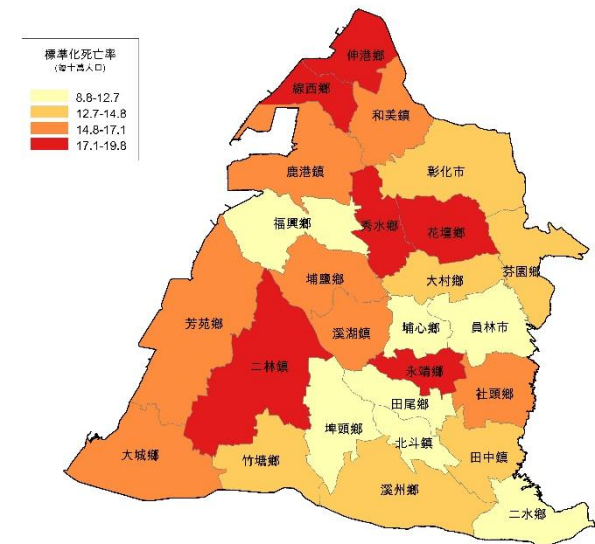 標準化死亡率
(每十萬人口)
8.8-12.7
12.7-14.8
14.8-17.1
17.1-19.8
伸港鄉
線西鄉
和美鎮
鹿港鎮
彰化市
福興鄉
秀水鄉
花壇鄉
芬園鄉
大村鄉
埔鹽鄉
芳苑鄉
溪湖鎮
埔心鄉
員林市
二林鎮
永靖鄉
社頭鄉
田尾鄉
埤頭鄉
北斗鎮
大城鄉
竹塘鄉
田中鎮
溪州鄉
二水鄉